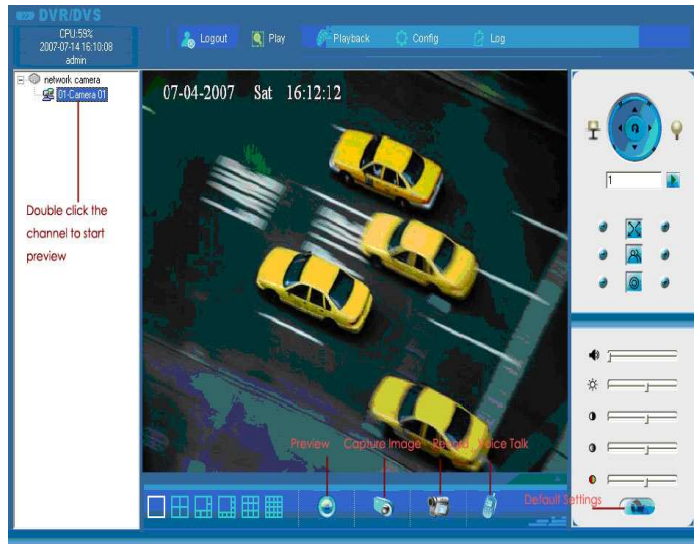 DVR/DVS
CPU:59%
2007-07-14 16:10:08
admin
Logout
Play
Playback
Config
Log
network camera
01-Camera 01
07-04-2007 Sat 16:12:12
1
Double click the
channel to start
preview
Preview
Capture Image
Record
Voice Talk
Default Settings